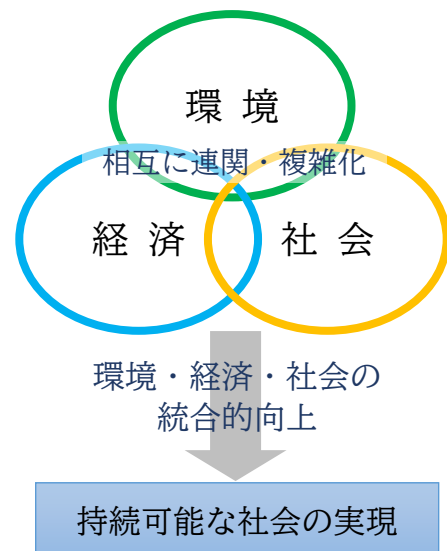 環境
相互に連関・複雑化
経済
社会
環境・経済・社会の
統合的向上
持続可能な社会の実現